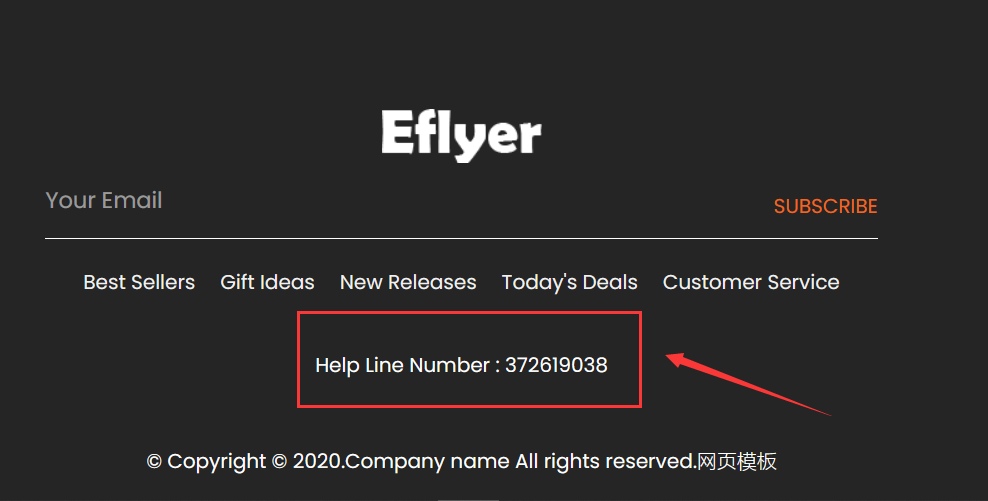 Eflyer
Your Email
SUBSCRIBE
Best Sellers Gift Ideas New Releases Today's Deals Customer Service
Help Line Number : 372619038
© Copyright © 2020.Company name All rights reserved.网页模板